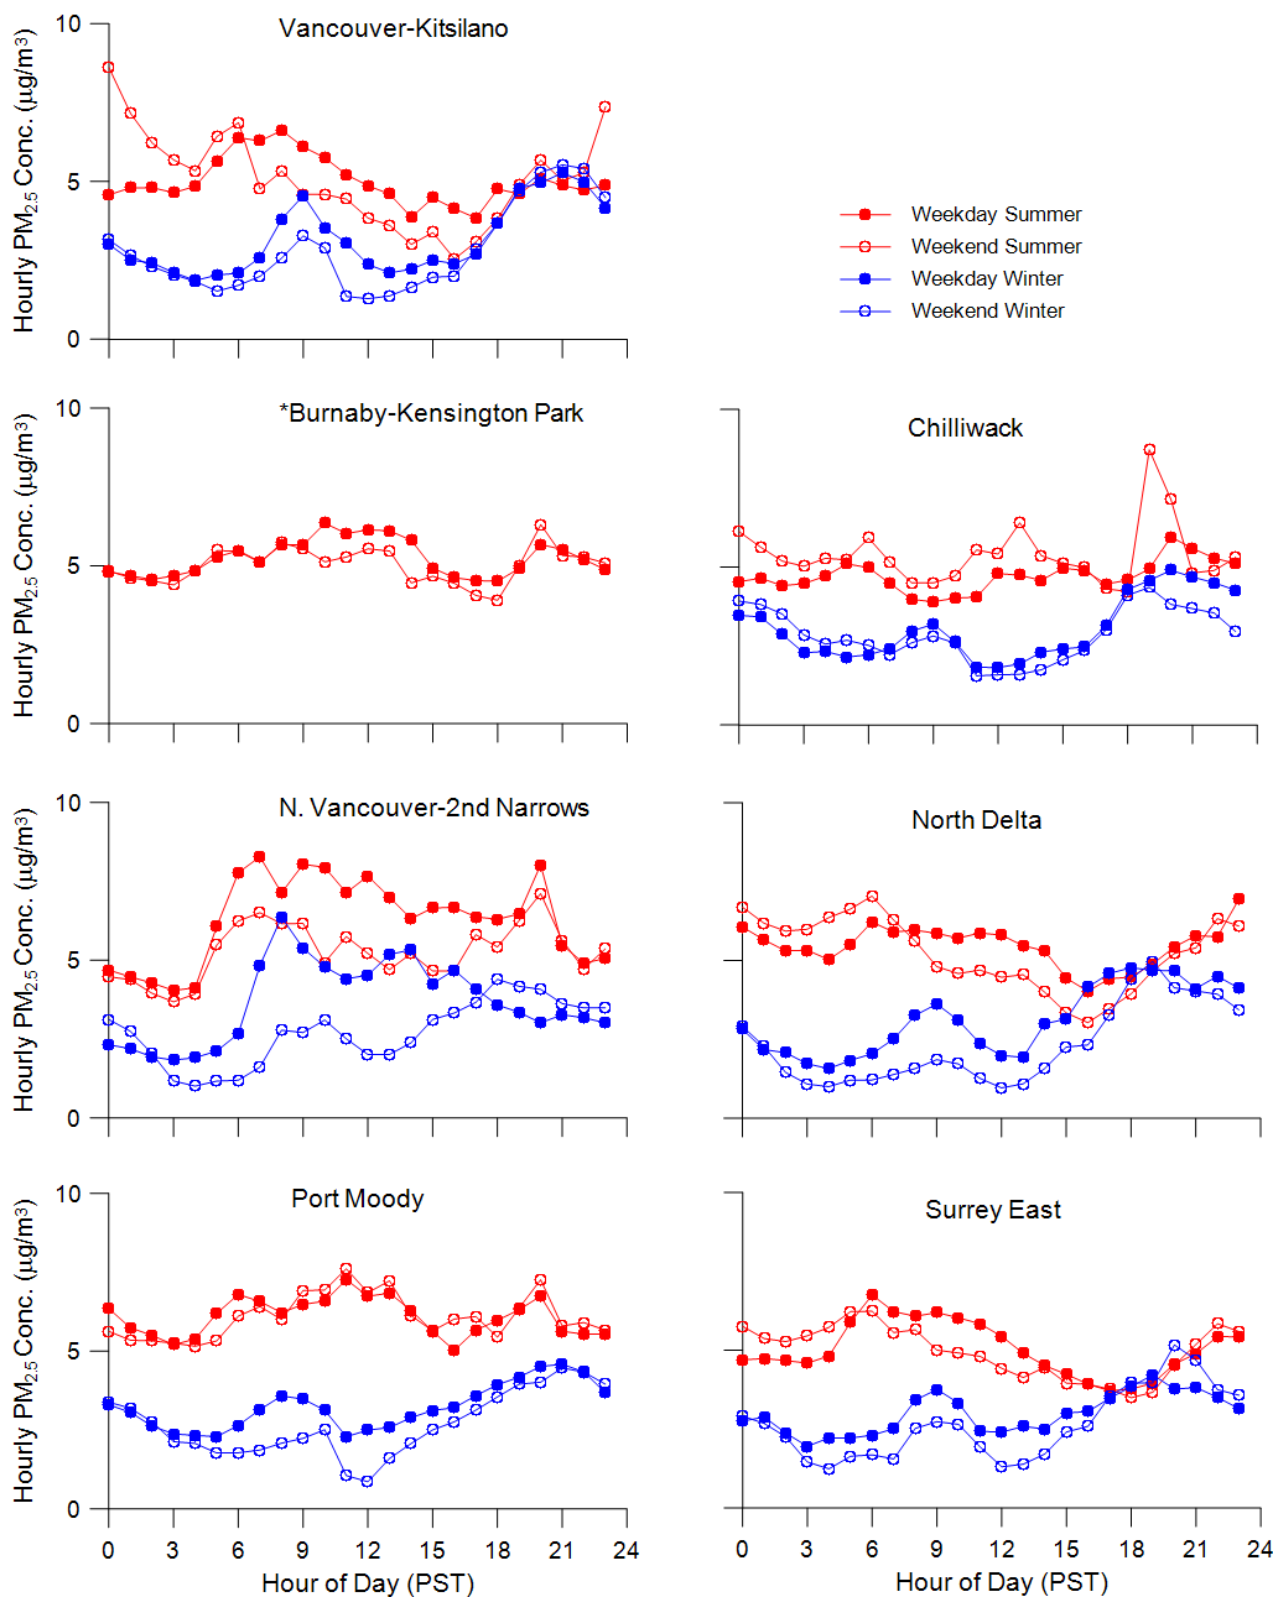 Vancouver-Kitsilano
Hourly PM2.5 Conc. (μg/m³)
10
5
0
Weekday Summer
Weekend Summer
Weekday Winter
Weekend Winter
*Burnaby-Kensington Park
Hourly PM2.5 Conc. (μg/m³)
10
5
0
Chilliwack
N. Vancouver-2nd Narrows
Hourly PM2.5 Conc. (μg/m³)
10
5
0
North Delta
Port Moody
Hourly PM2.5 Conc. (μg/m³)
10
5
0
0 3 6 9 12 15 18 21 24
Hour of Day (PST)
Surrey East
0 3 6 9 12 15 18 21 24
Hour of Day (PST)